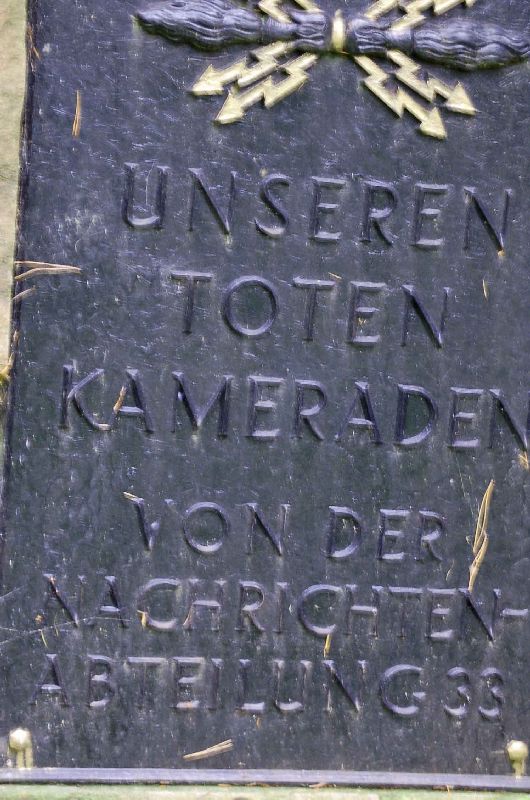 UNSEREN
TOTEN
KAMERADEN
VON DER
NACHRICHTEN-
ABTEILUNG 33